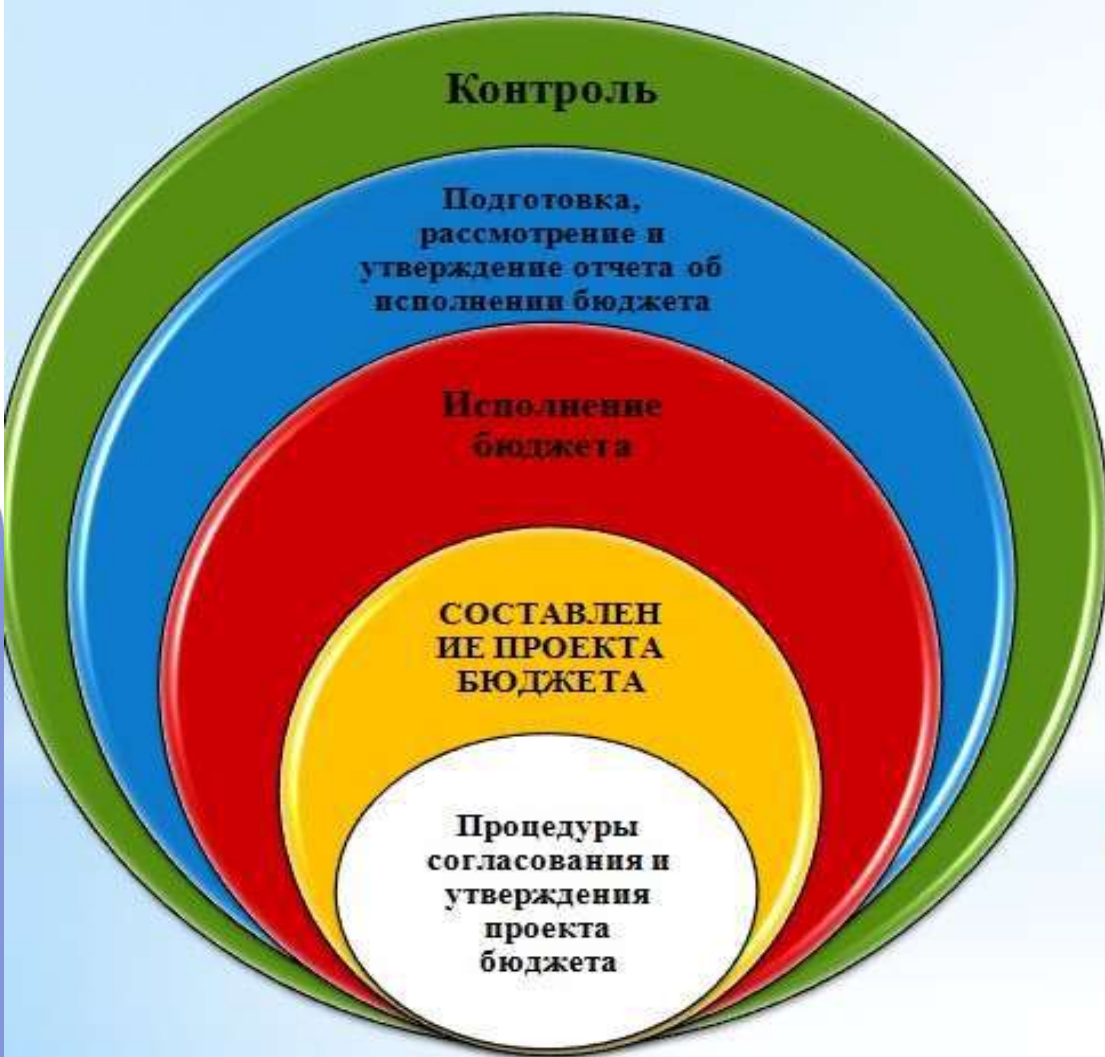 Контроль
Подготовка,
рассмотрение и
утверждение отчета об
исполнении бюджета
Исполнение
бюджета
СОСТАВЛЕН
ИЕ ПРОЕКТА
БЮДЖЕТА
Процедуры
согласования и
утверждения
проекта
бюджета